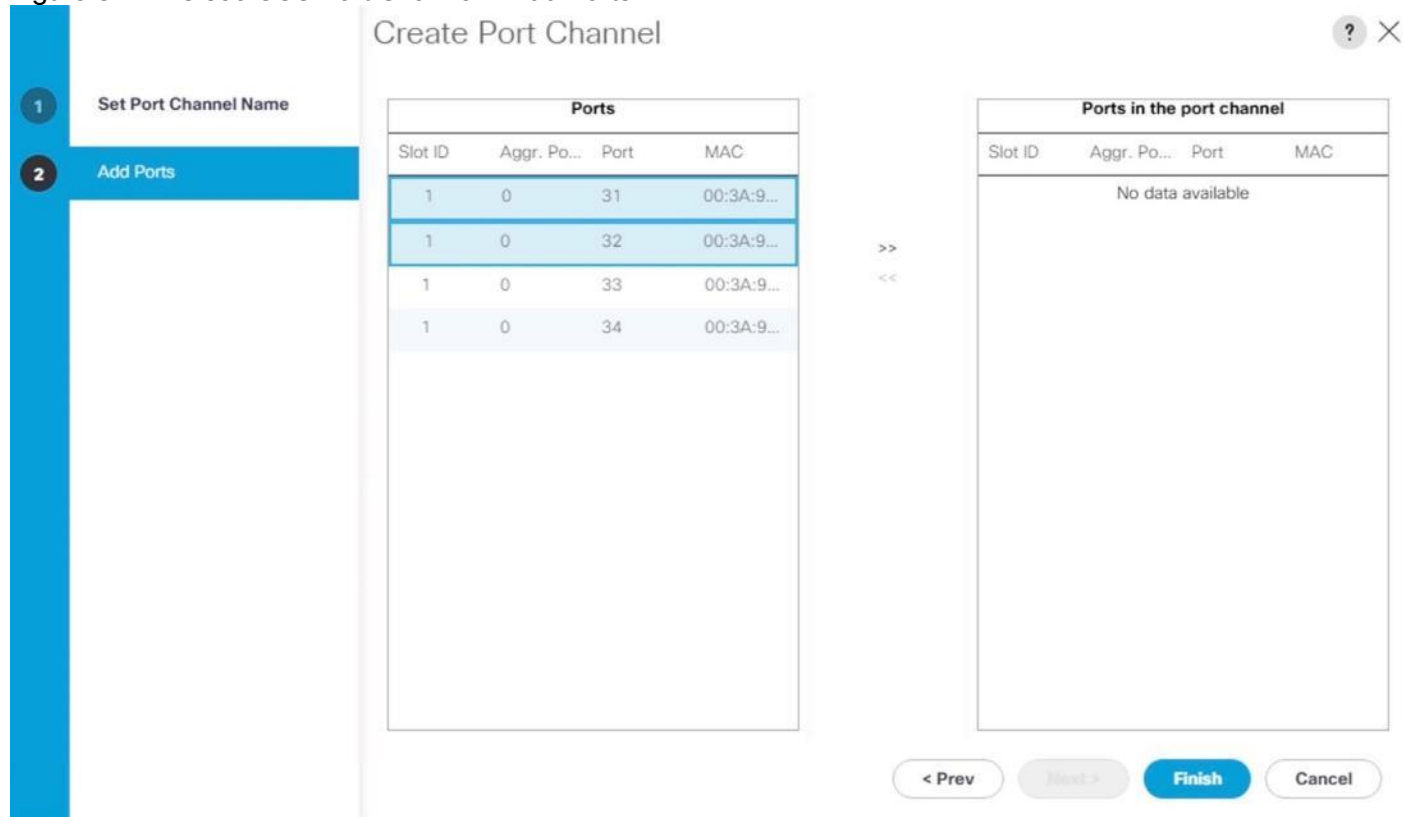 Create Port Channel
?
1 Set Port Channel Name
2 Add Ports
Ports
Slot ID Aggr. Po... Port MAC
1 0 31 00:3A:9...
1 0 32 00:3A:9...
1 0 33 00:3A:9...
1 0 34 00:3A:9...
>>
<<
Ports in the port channel
Slot ID Aggr. Po... Port MAC
No data available
< Prev Next > Finish Cancel